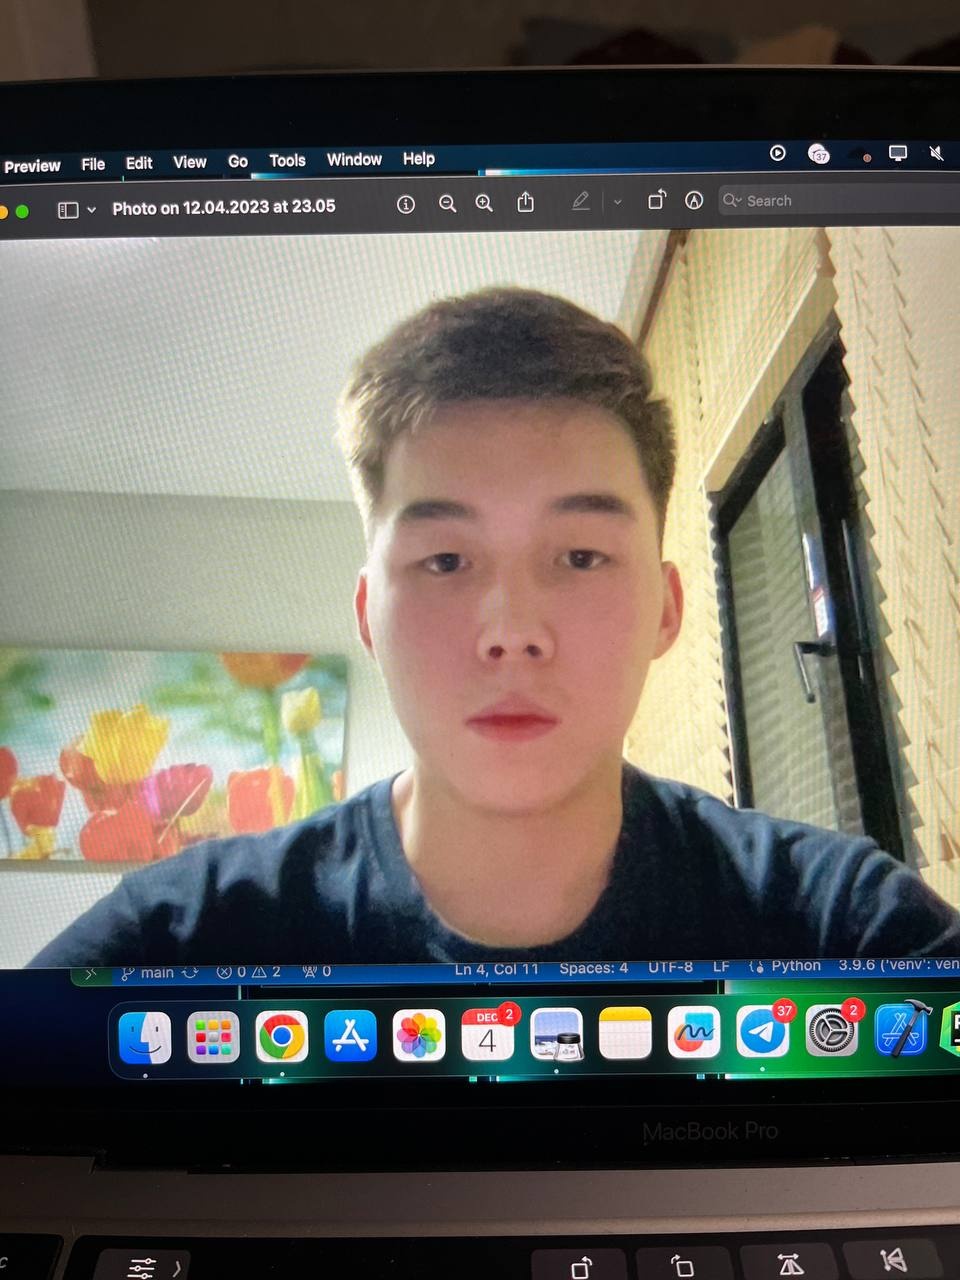 Preview File Edit View Go Tools Window Help
37
Photo on 12.04.2023 at 23.05
Search
main 0 2 0 Ln 4, Col 11 Spaces: 4 UTF-8 LF Python 3.9.6 ('venv': ven
DEC 2 37 2
4
MacBook Pro